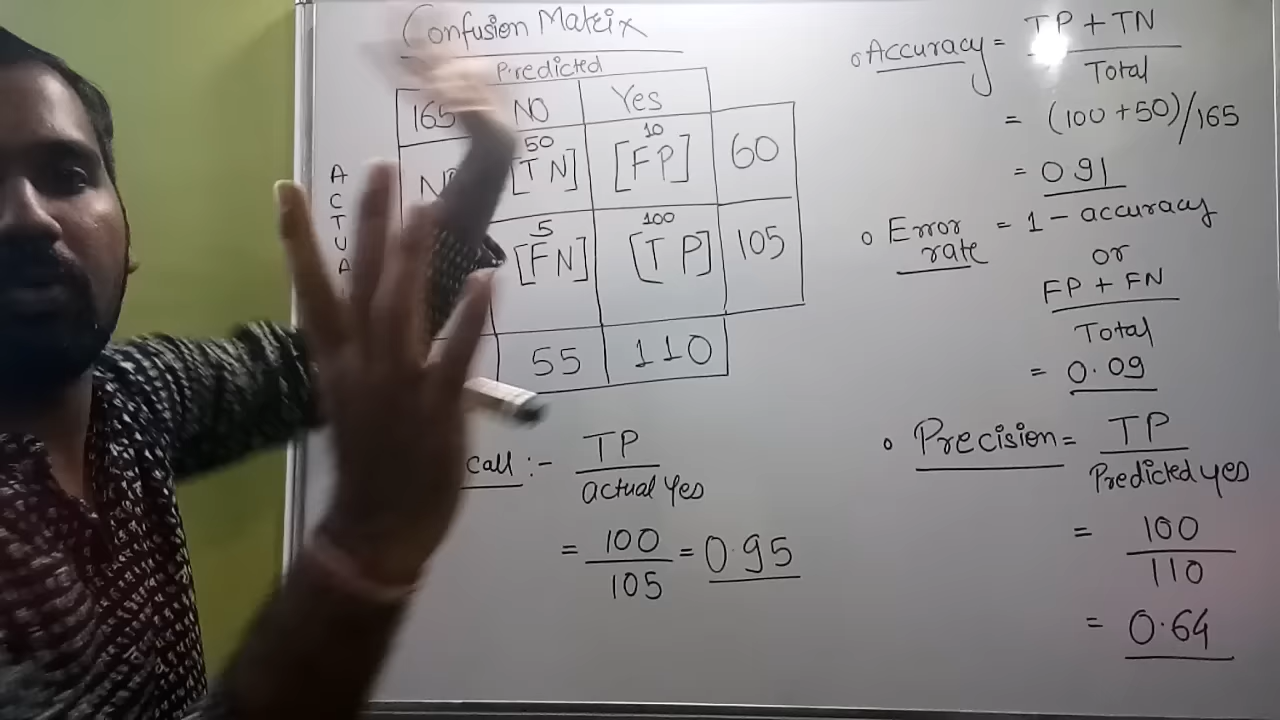 Confusion Matrix
Predicted
165 NO Yes
50 10
[TN] [FP] 60
ACTUA
5 100
[FN] [TP] 105
55 110
call :- TP
actual Yes
= 100 = 0.95
105
• Accuracy = TP + TN
Total
= (100 + 50)/165
= 0.91
• Error rate = 1 - accuracy
or
FP + FN
Total
= 0.09
• Precision = TP
Predicted yes
= 100
110
= 0.64